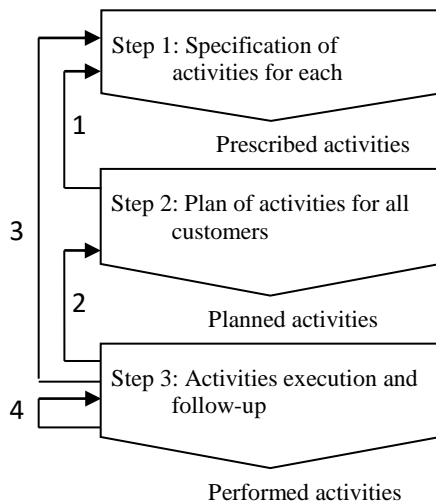 Step 1: Specification of
activities for each
1
Prescribed activities
Step 2: Plan of activities for all
customers
3
2
Planned activities
Step 3: Activities execution and
follow-up
4
Performed activities